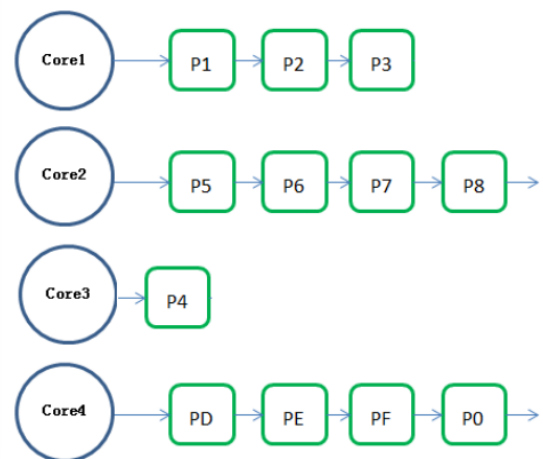 Core1 P1 P2 P3
Core2 P5 P6 P7 P8
Core3 P4
Core4 PD PE PF P0